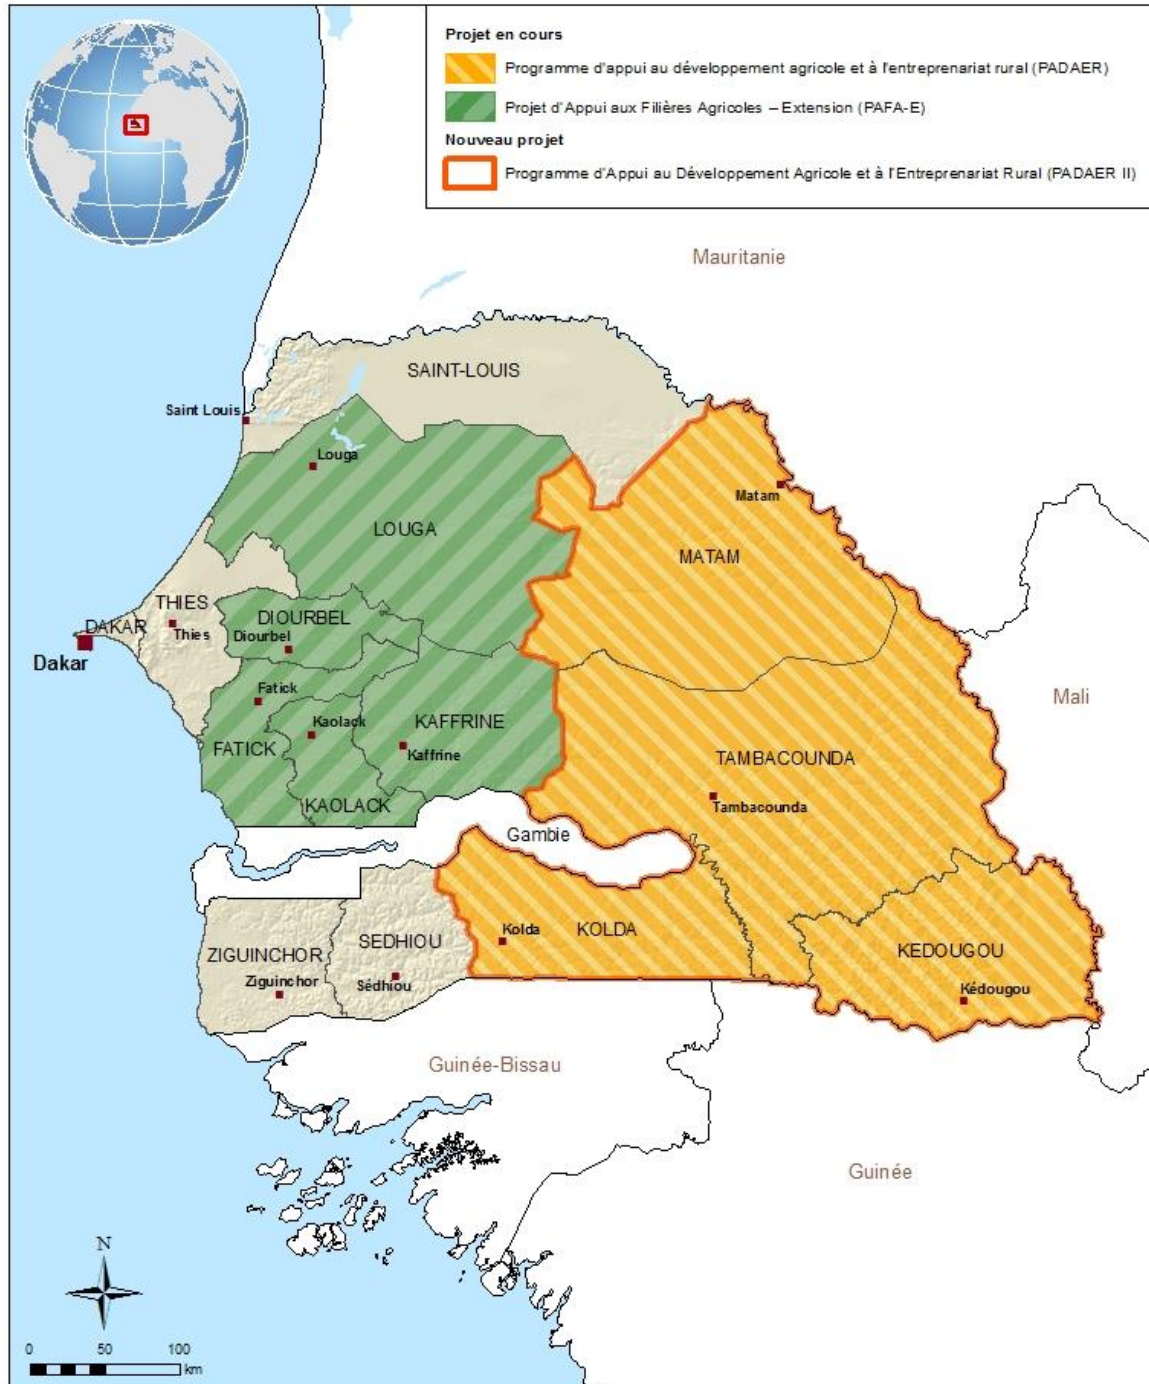 Projet en cours
Programme d'appui au développement agricole et à l'entreprenariat rural (PADAER)
Projet d'Appui aux Filières Agricoles – Extension (PAFA-E)
Nouveau projet
Programme d'Appui au Développement Agricole et à l'Entreprenariat Rural (PADAER II)
Mauritanie
SAINT-LOUIS
Saint Louis
Louga
Matam
LOUGA
MATAM
THIES
DIOURBEL
DAKAR
Thies
Diourbel
Dakar
Fatick
Mali
Kaolack
KAFFRINE
FATICK
Kaffrine
TAMBACOUNDA
KAOLACK
Tambacounda
Gambie
Kolda
KOLDA
SEDHIOU
ZIGUINCHOR
KEDOUGOU
Ziguinchor
Sédhiou
Kédougou
Guinée-Bissau
Guinée
N
0 50 100
km